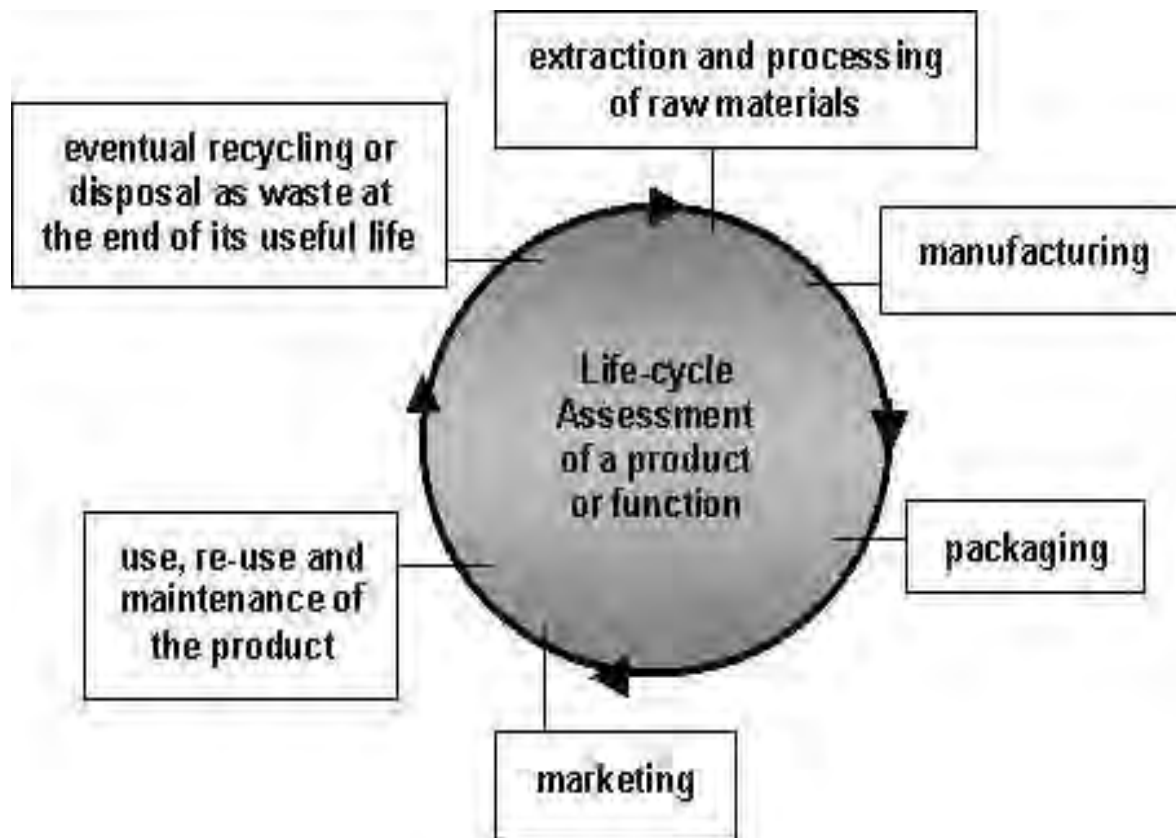 extraction and processing
of raw materials
manufacturing
packaging
marketing
use, re-use and
maintenance of
the product
eventual recycling or
disposal as waste at
the end of its useful life
Life-cycle
Assessment
of a product
or function